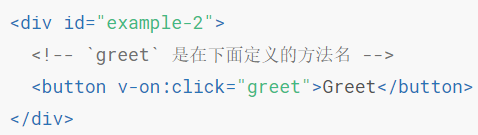 <div id="example-2">
<!-- `greet` 是在下面定义的方法名 -->
<button v-on:click="greet">Greet</button>
</div>